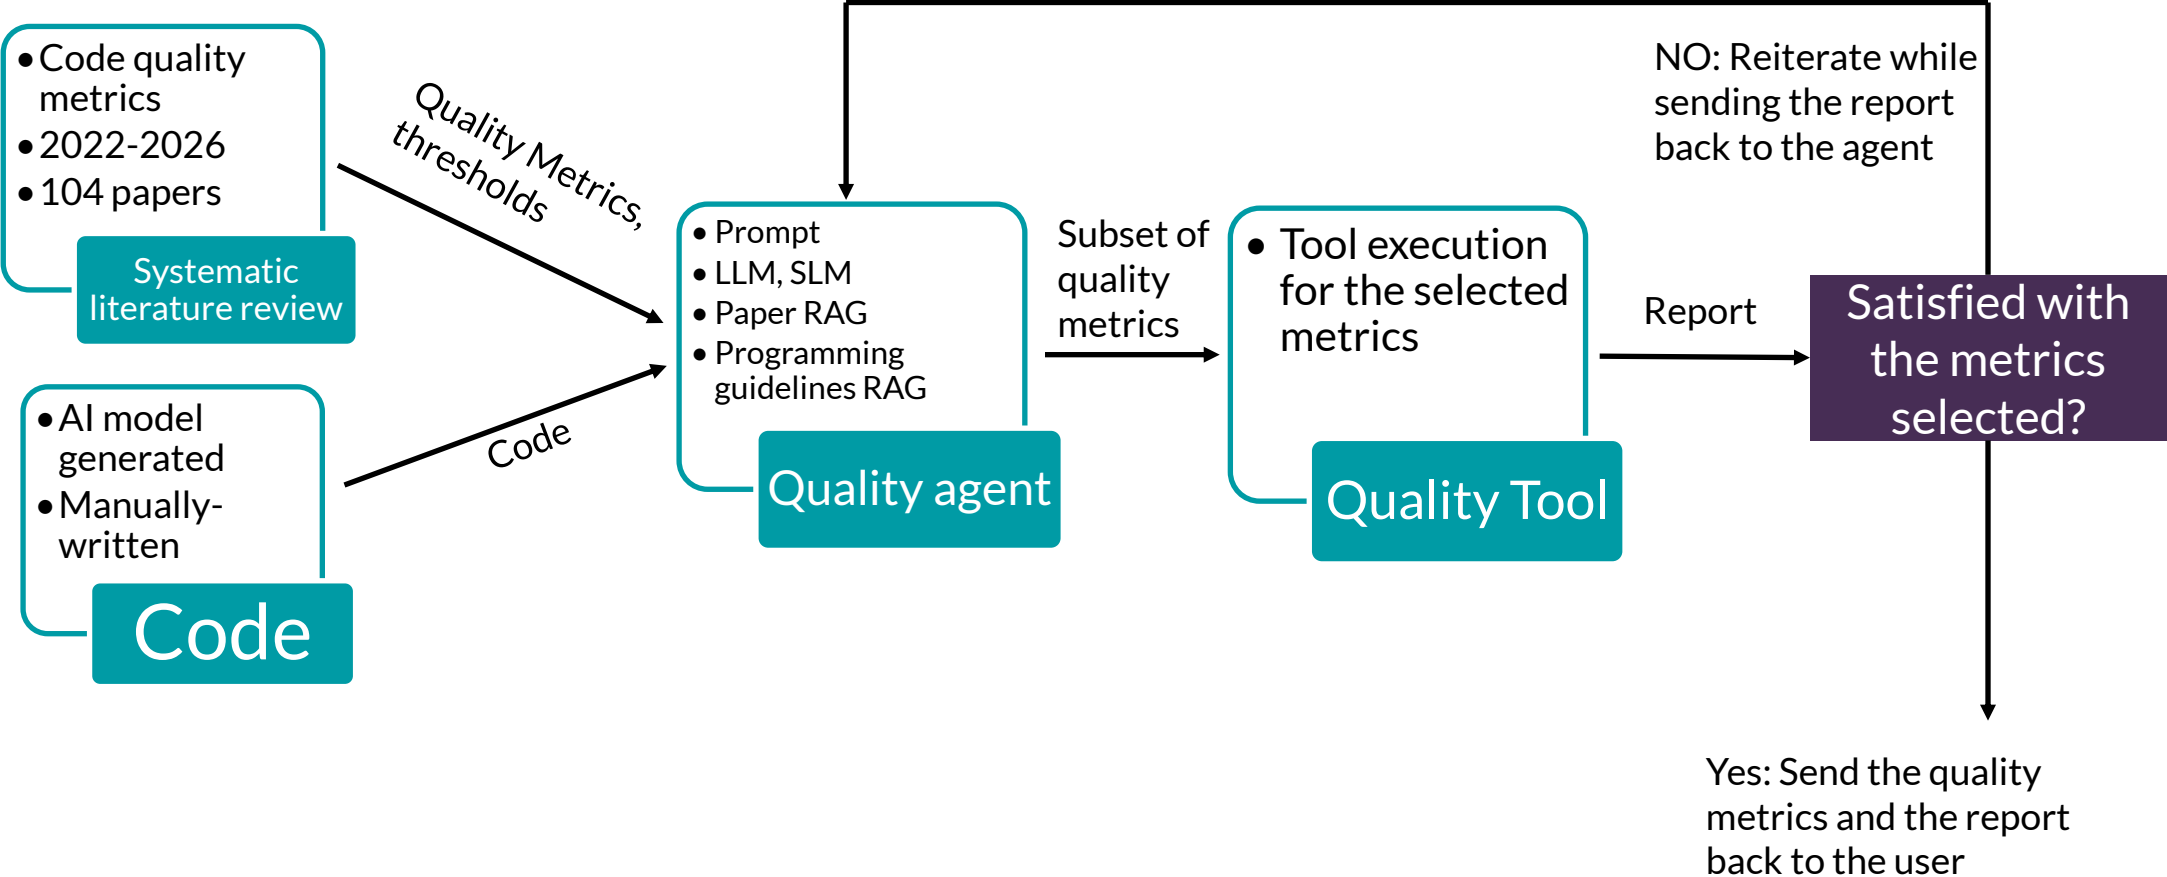 • Code quality
metrics
• 2022-2026
• 104 papers
Systematic
literature review
Quality Metrics,
thresholds
• AI model
generated
• Manually-
written
Code
Code
• Prompt
• LLM, SLM
• Paper RAG
• Programming
guidelines RAG
Quality agent
Subset of
quality
metrics
• Tool execution
for the selected
metrics
Quality Tool
Report
NO: Reiterate while
sending the report
back to the agent
Satisfied with
the metrics
selected?
Yes: Send the quality
metrics and the report
back to the user